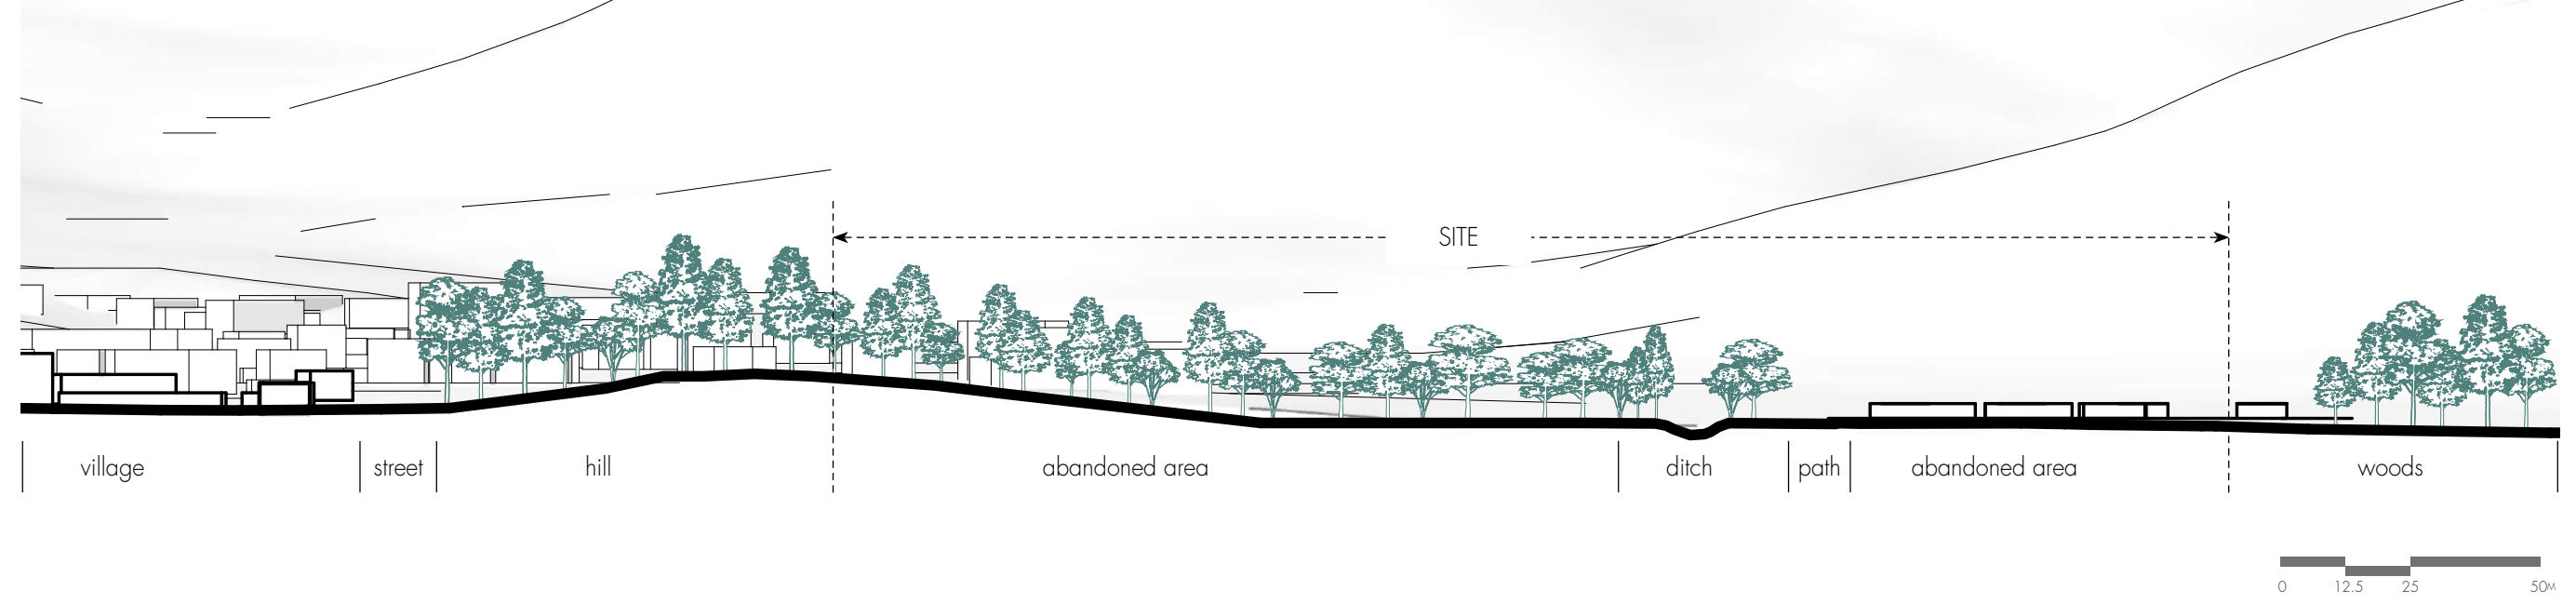 SITE
village street hill abandoned area ditch path abandoned area woods
0 12.5 25 50M